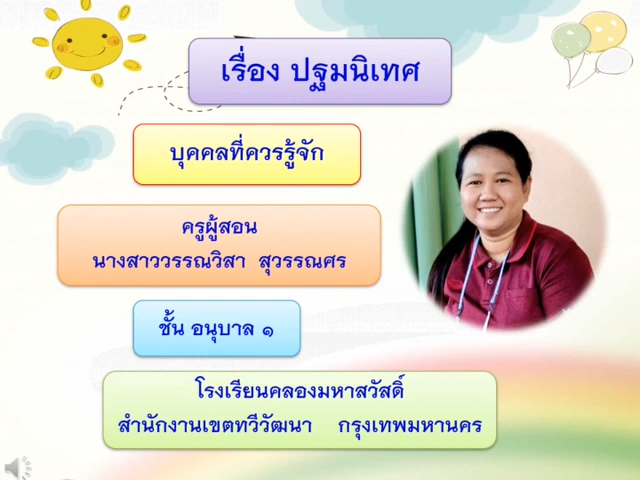 เรื่อง ปฐมนิเทศ
บุคคลที่ควรรู้จัก
ครูผู้สอน
นางสาววรรณวิสา สุวรรณศร
ชั้น อนุบาล ๑
โรงเรียนคลองมหาสวัสดิ์
สำนักงานเขตทวีวัฒนา กรุงเทพมหานคร